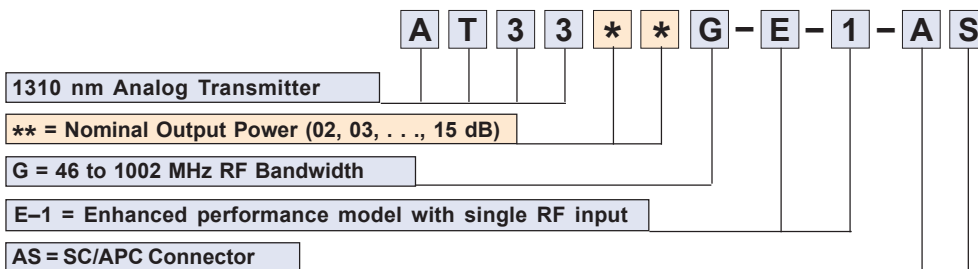 A T 3 3 * * G – E – 1 – A S
1310 nm Analog Transmitter
** = Nominal Output Power (02, 03, . . ., 15 dB)
G = 46 to 1002 MHz RF Bandwidth
E–1 = Enhanced performance model with single RF input
AS = SC/APC Connector